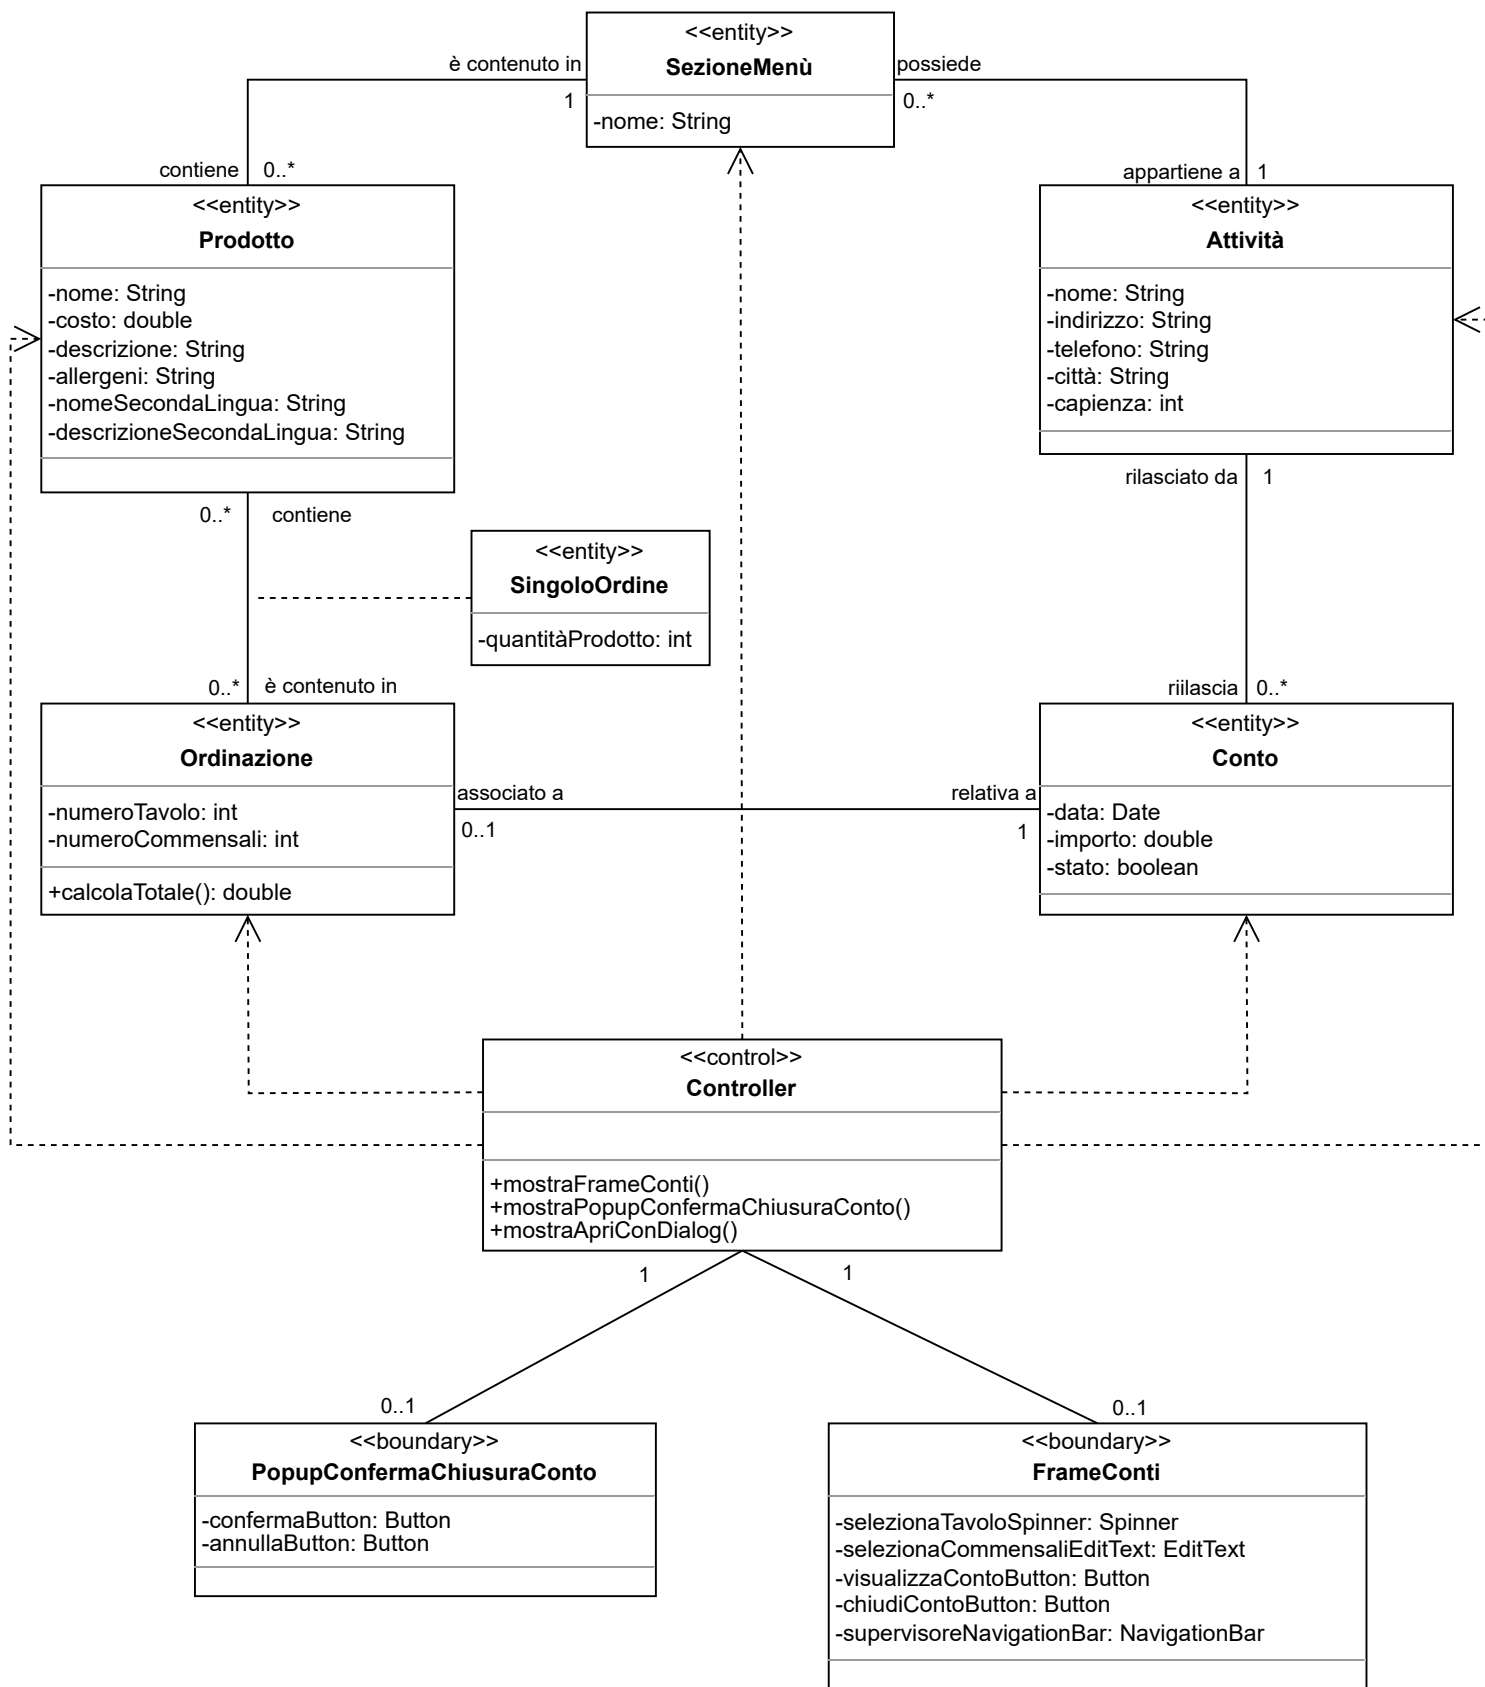 <<entity>>
SezioneMenù
-nome: String
è contenuto in
1
possiede
0..*
contiene
0..*
appartiene a
1
<<entity>>
Prodotto
-nome: String
-costo: double
-descrizione: String
-allergeni: String
-nomeSecondaLingua: String
-descrizioneSecondaLingua: String
<<entity>>
Attività
-nome: String
-indirizzo: String
-telefono: String
-città: String
-capienza: int
0..*
contiene
rilasciato da
1
<<entity>>
SingoloOrdine
-quantitàProdotto: int
0..*
è contenuto in
riilascia
0..*
<<entity>>
Ordinazione
-numeroTavolo: int
-numeroCommensali: int
+calcolaTotale(): double
associato a
0..1
relativa a
1
<<entity>>
Conto
-data: Date
-importo: double
-stato: boolean
<<control>>
Controller
+mostraFrameConti()
+mostraPopupConfermaChiusuraConto()
+mostraApriConDialog()
1
1
0..1
0..1
<<boundary>>
PopupConfermaChiusuraConto
-confermaButton: Button
-annullaButton: Button
<<boundary>>
FrameConti
-selezionaTavoloSpinner: Spinner
-selezionaCommensaliEditText: EditText
-visualizzaContoButton: Button
-chiudiContoButton: Button
-supervisoreNavigationBar: NavigationBar